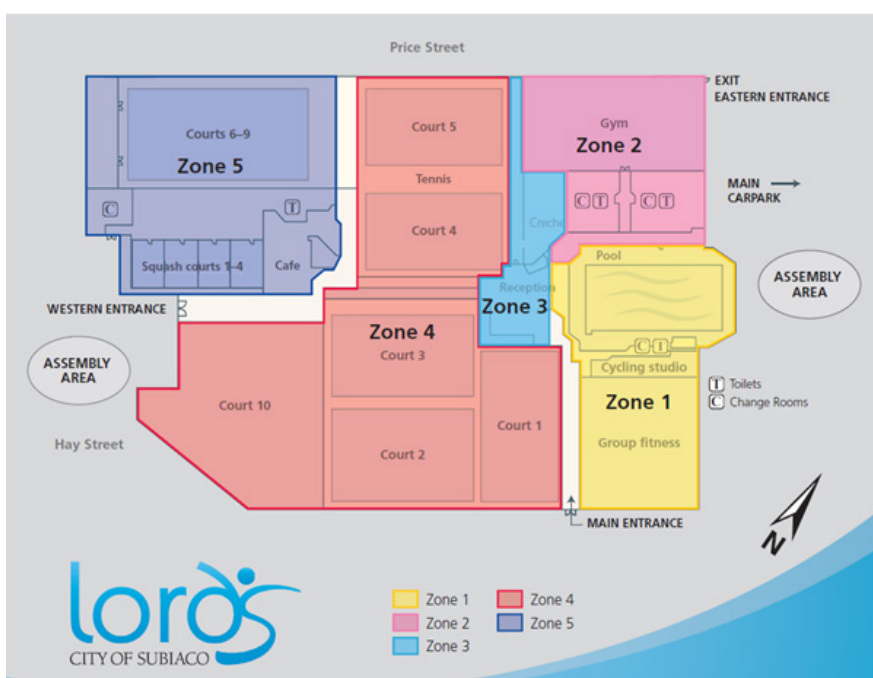 Price Street
EXIT
EASTERN ENTRANCE
Court 5
Gym
Courts 6–9
Zone 2
Zone 5
Tennis
MAIN
CARPARK
C
T
C T
C T
Creche
Court 4
Squash courts 1–4
Cafe
Pool
ASSEMBLY
AREA
Reception
WESTERN ENTRANCE
Zone 3
Zone 4
Court 3
C T
ASSEMBLY
AREA
Cycling studio
T Toilets
C Change Rooms
Court 10
Zone 1
Court 1
Hay Street
Group fitness
Court 2
MAIN ENTRANCE
N
lords
CITY OF SUBIACO
Zone 1
Zone 4
Zone 2
Zone 5
Zone 3